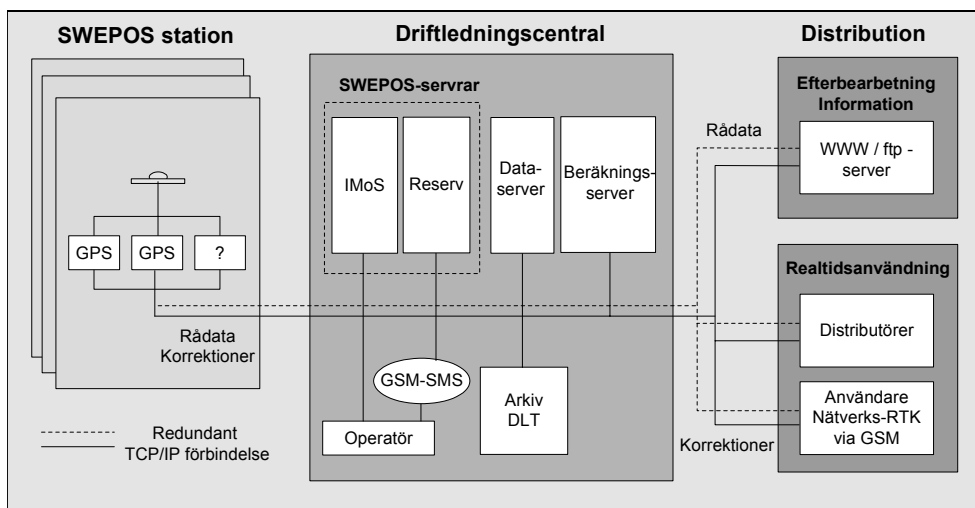 SWEPOS station
GPS
GPS
?
Rådata
Korrektioner
Redundant
TCP/IP förbindelse
Driftledningscentral
SWEPOS-servrar
IMoS
Reserv
Data-
server
Beräknings-
server
GSM-SMS
Operatör
Arkiv
DLT
Distribution
Efterbearbetning
Information
Rådata
WWW / ftp -
server
Realtidsanvändning
Distributörer
Användare
Nätverks-RTK
via GSM
Korrektioner